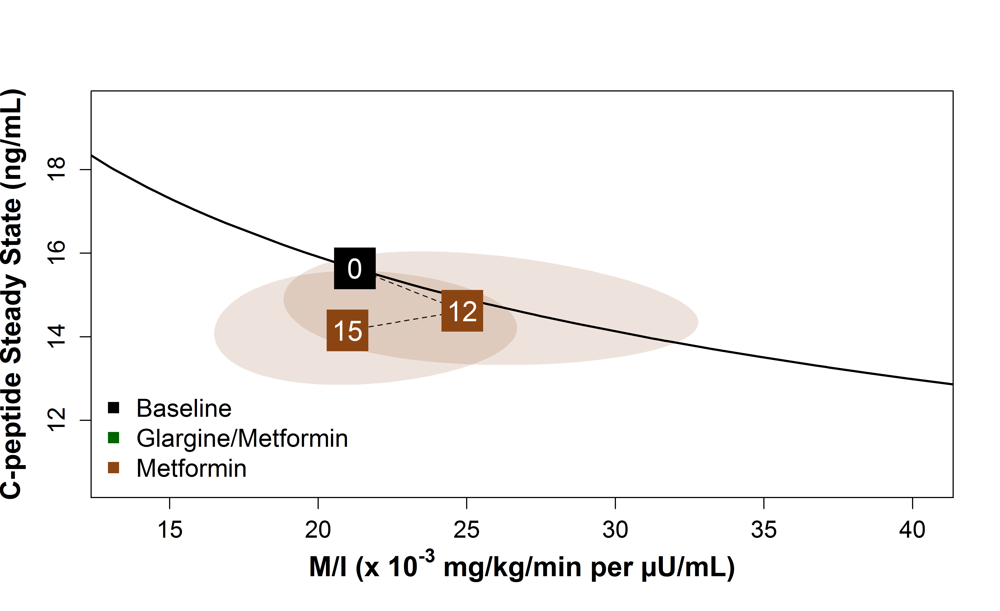 C-peptide Steady State (ng/mL)
18
16
14
12
0
12
15
Baseline
Glargine/Metformin
Metformin
15 20 25 30 35 40
M/I (x 10⁻³ mg/kg/min per µU/mL)